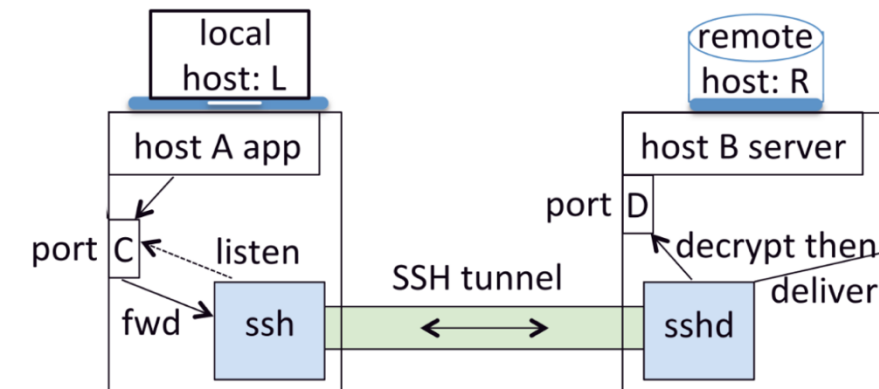 local
host: L
remote
host: R
host A app
host B server
port C
port D
listen
SSH tunnel
decrypt then
deliver
fwd
ssh
sshd